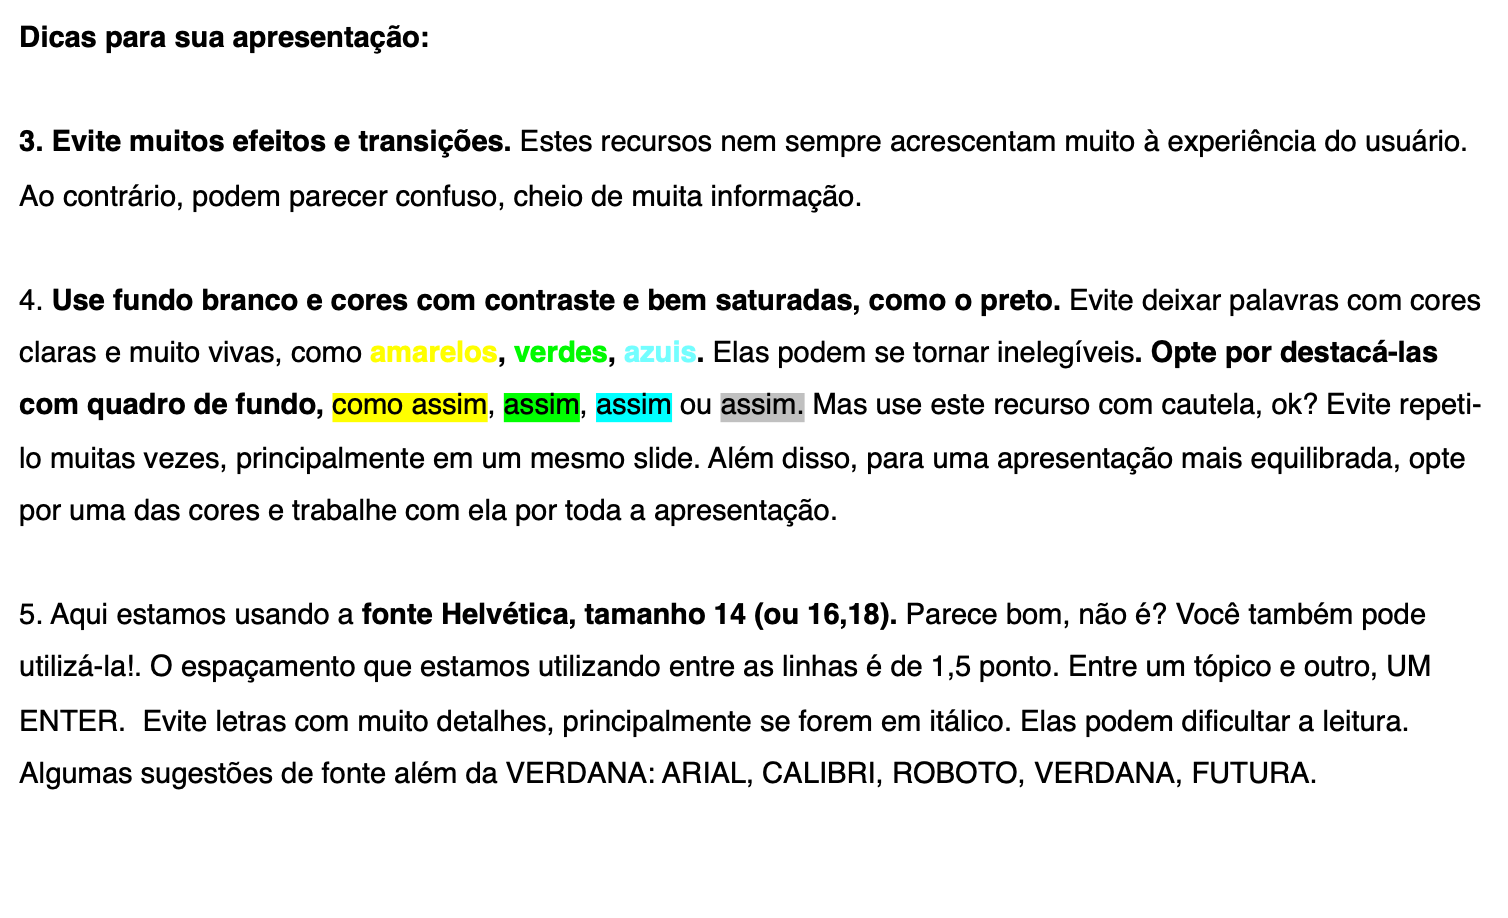 Dicas para sua apresentação:
3. Evite muitos efeitos e transições. Estes recursos nem sempre acrescentam muito à experiência do usuário.
Ao contrário, podem parecer confuso, cheio de muita informação.
4. Use fundo branco e cores com contraste e bem saturadas, como o preto. Evite deixar palavras com cores
claras e muito vivas, como amarelos, verdes, azuis. Elas podem se tornar inelegíveis. Opte por destacá-las
com quadro de fundo, como assim, assim, assim ou assim. Mas use este recurso com cautela, ok? Evite repeti-
lo muitas vezes, principalmente em um mesmo slide. Além disso, para uma apresentação mais equilibrada, opte
por uma das cores e trabalhe com ela por toda a apresentação.
5. Aqui estamos usando a fonte Helvética, tamanho 14 (ou 16,18). Parece bom, não é? Você também pode
utilizá-la!. O espaçamento que estamos utilizando entre as linhas é de 1,5 ponto. Entre um tópico e outro, UM
ENTER.  Evite letras com muito detalhes, principalmente se forem em itálico. Elas podem dificultar a leitura.
Algumas sugestões de fonte além da VERDANA: ARIAL, CALIBRI, ROBOTO, VERDANA, FUTURA.